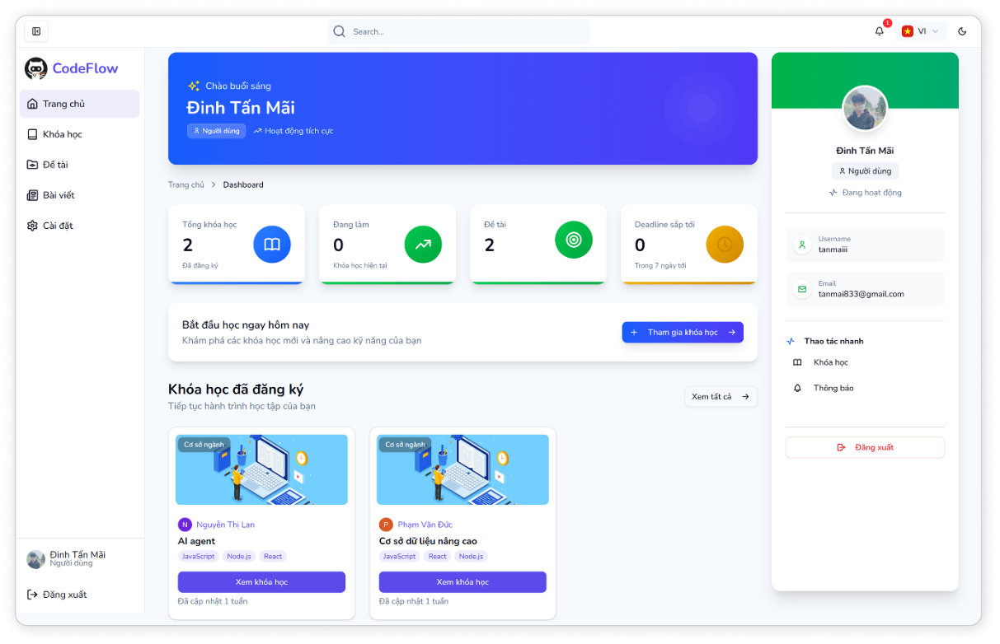 Search...
1
VI
CodeFlow
Trang chủ
Khóa học
Đề tài
Bài viết
Cài đặt
Đinh Tấn Mãi
Người dùng
Đăng xuất
Chào buổi sáng
Đinh Tấn Mãi
Người dùng
Hoạt động tích cực
Trang chủ > Dashboard
Tổng khóa học
2
Đã đăng ký
Đang làm
0
Khóa học hiện tại
Đề tài
2
Deadline sắp tới
0
Trong 7 ngày tới
Bắt đầu học ngay hôm nay
Khám phá các khóa học mới và nâng cao kỹ năng của bạn
+ Tham gia khóa học →
Khóa học đã đăng ký
Tiếp tục hành trình học tập của bạn
Xem tất cả →
Cơ sở ngành
N Nguyễn Thị Lan
AI agent
JavaScript Node.js React
Xem khóa học
Đã cập nhật 1 tuần
Cơ sở ngành
P Phạm Văn Đức
Cơ sở dữ liệu nâng cao
JavaScript React Node.js
Xem khóa học
Đã cập nhật 1 tuần
Đinh Tấn Mãi
Người dùng
Đang hoạt động
Username
tanmaiii
Email
tanmai833@gmail.com
Thao tác nhanh
Khóa học
Thông báo
Đăng xuất